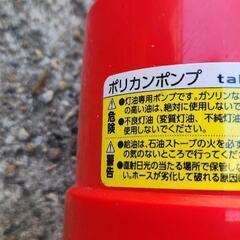 ポリカンポンプ tak
●灯油専用ポンプです。ガソリンな
の高い油は、絶対に使用しないで
●不良灯油(変質灯油、不純灯油
使用しないでください。
危険
●給油は、石油ストーブの火を必ず
の気のないところで行ってくださ
●直射日光の当たる場所で保管しな
い。ホースが劣化して破れる原因
警告